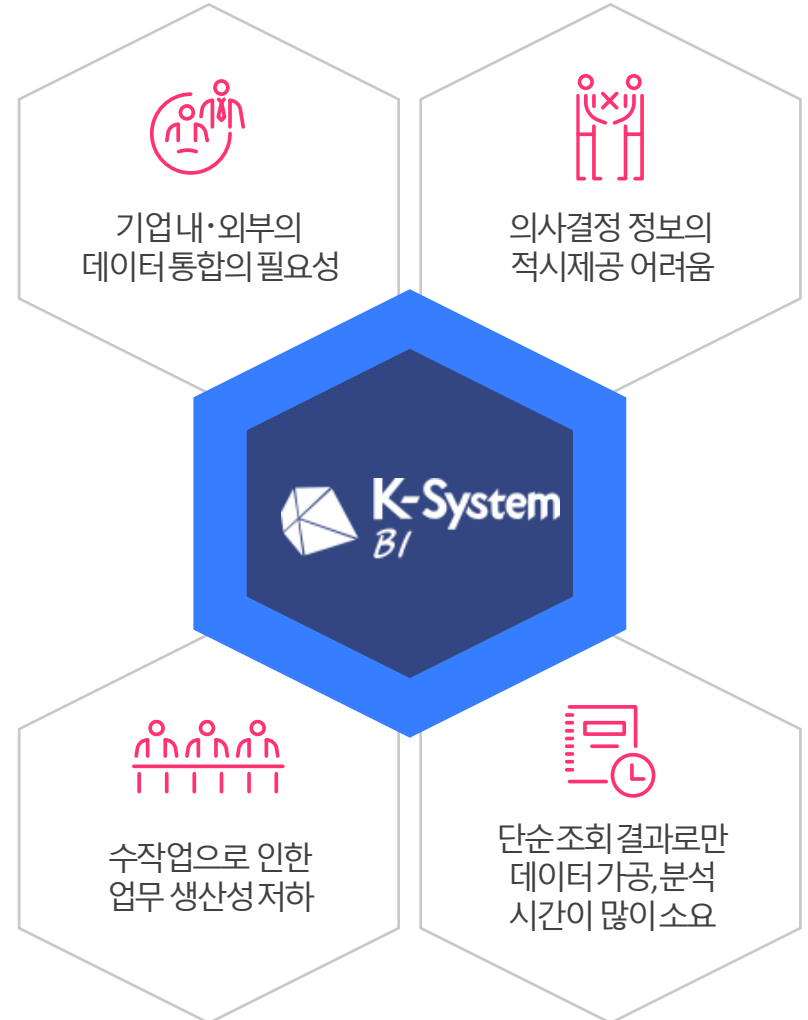 기업 내·외부의
데이터 통합의 필요성
의사결정 정보의
적시제공 어려움
K-System
BI
수작업으로 인한
업무 생산성 저하
단순 조회 결과로만
데이터 가공, 분석
시간이 많이 소요